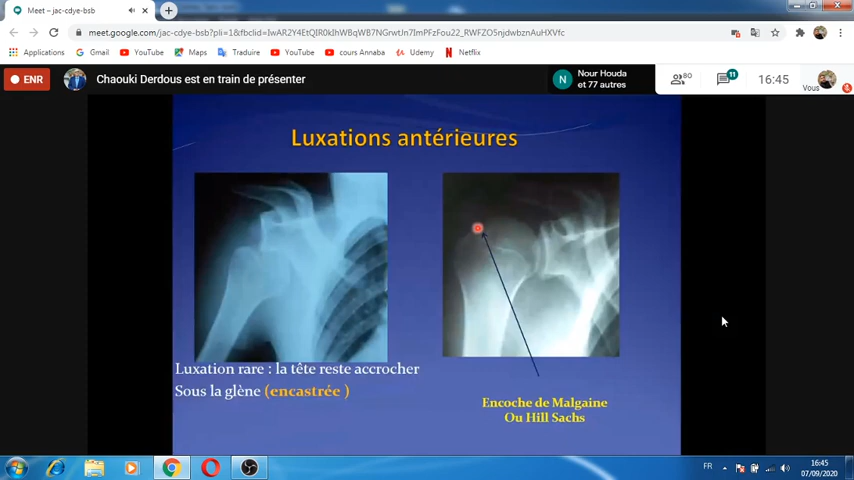 Meet – jac-cdye-bsb
meet.google.com/jac-cdye-bsb?pli=1&fbclid=IwAR2Y4EtQIR0kIhWBqWB7NGrwtUn7ImPFzFou22_RWFZO5njdwbznAuHXVfc
Applications
Gmail
YouTube
Maps
Traduire
YouTube
cours Annaba
Udemy
Netflix
ENR
Chaouki Derdous est en train de présenter
N
Nour Houda
et 77 autres
80
11
16:45
Vous
Luxations antérieures
Luxation rare : la tête reste accrocher
Sous la glène (encastrée )
Encoche de Malgaine
Ou Hill Sachs
FR
16:45
07/09/2020